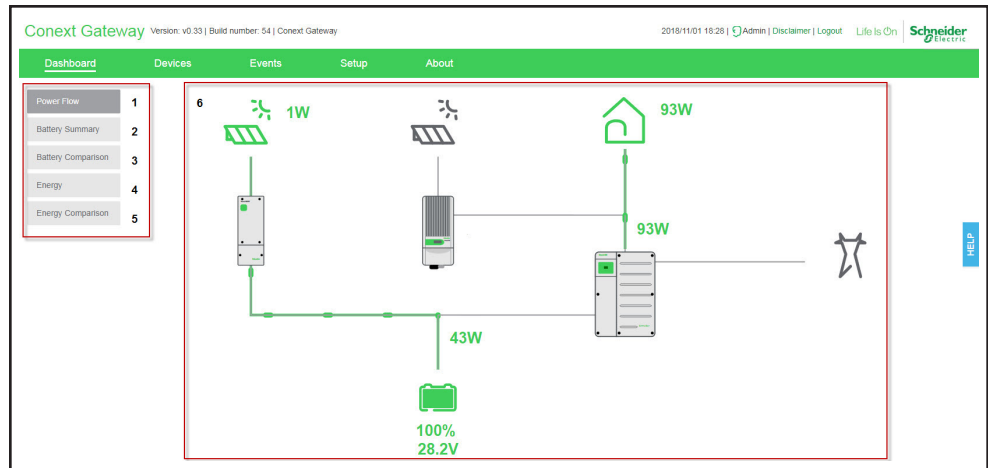 Conext Gateway Version: v0.33 | Build number: 54 | Conext Gateway
2018/11/01 18:28 | Admin | Disclaimer | Logout Life Is On Schneider Electric
Dashboard Devices Events Setup About
Power Flow 1
Battery Summary 2
Battery Comparison 3
Energy 4
Energy Comparison 5
6
1W
93W
93W
HELP
43W
100%
28.2V